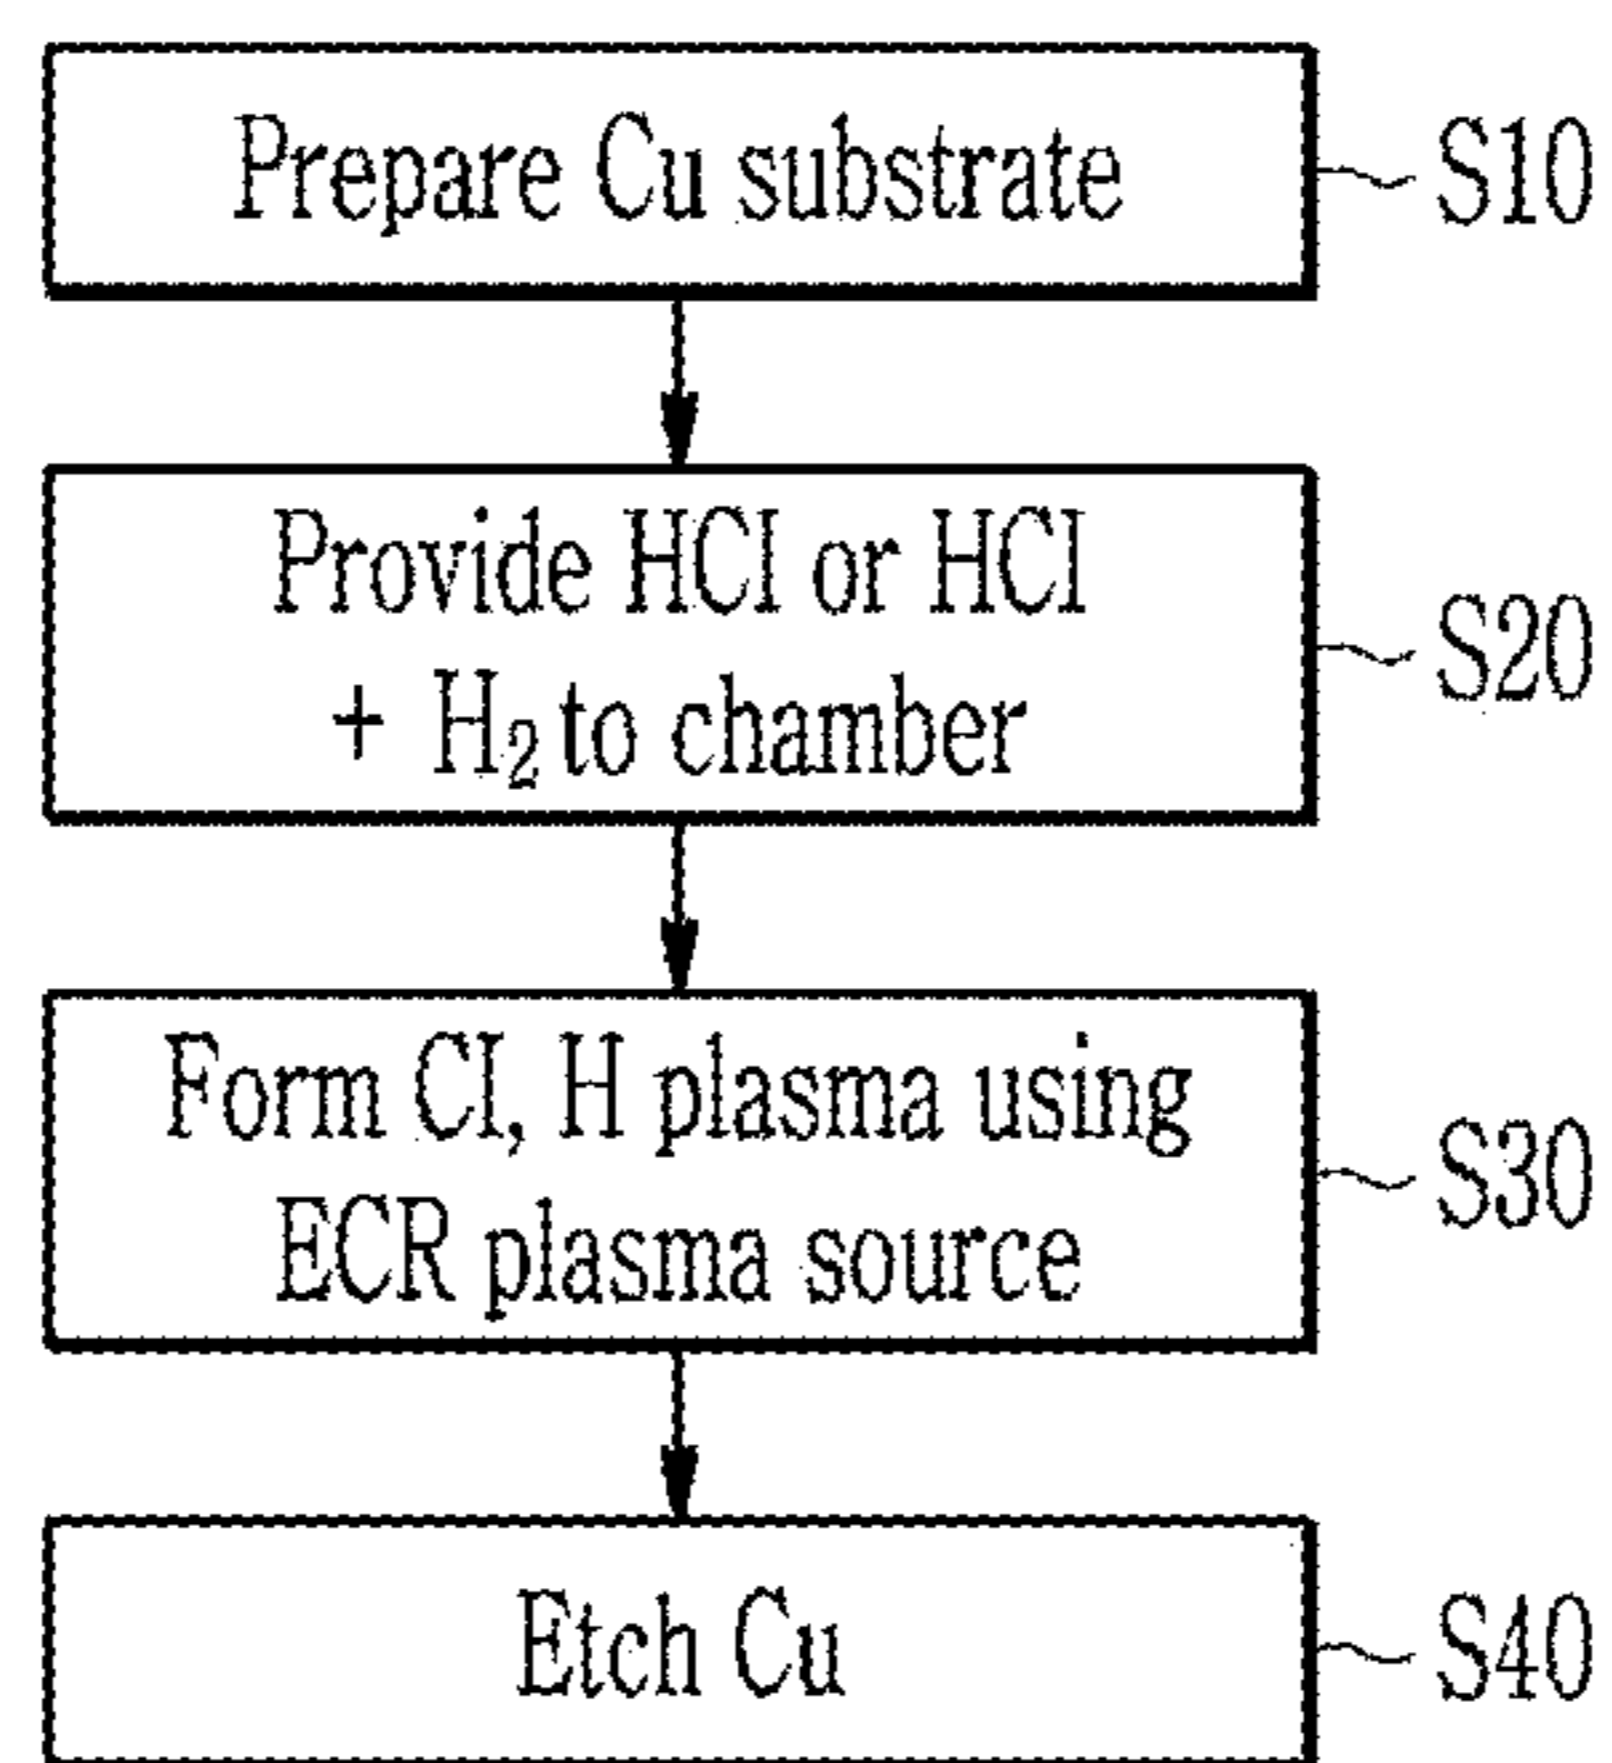 Prepare Cu substrate
S10
Provide HCl or HCl
+ H₂ to chamber
S20
Form Cl, H plasma using
ECR plasma source
S30
Etch Cu
S40